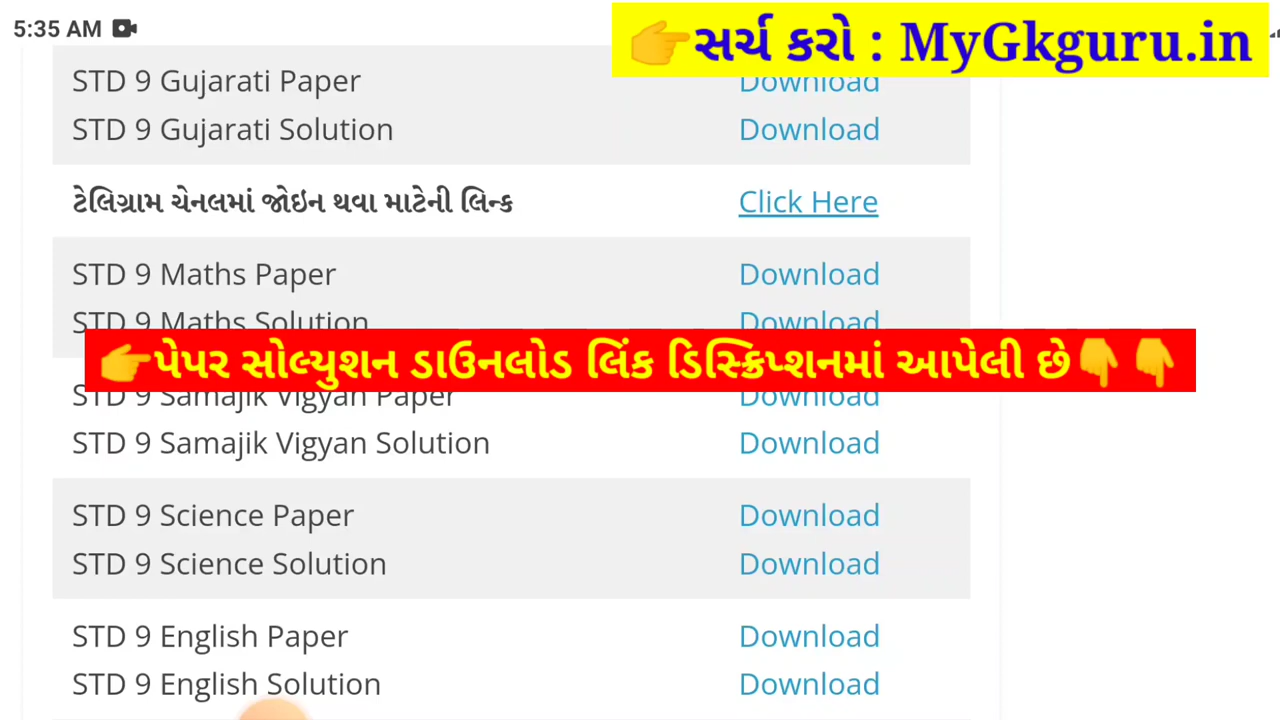 5:35 AM
👉સર્ચ કરો : MyGkguru.in
STD 9 Gujarati Paper Download
STD 9 Gujarati Solution Download
ટેલિગ્રામ ચેનલમાં જોઇન થવા માટેની લિન્ક Click Here
STD 9 Maths Paper Download
STD 9 Maths Solution Download
👉પેપર સોલ્યુશન ડાઉનલોડ લિંક ડિસ્ક્રિપ્શનમાં આપેલી છે👇👇
STD 9 Samajik Vigyan Paper Download
STD 9 Samajik Vigyan Solution Download
STD 9 Science Paper Download
STD 9 Science Solution Download
STD 9 English Paper Download
STD 9 English Solution Download